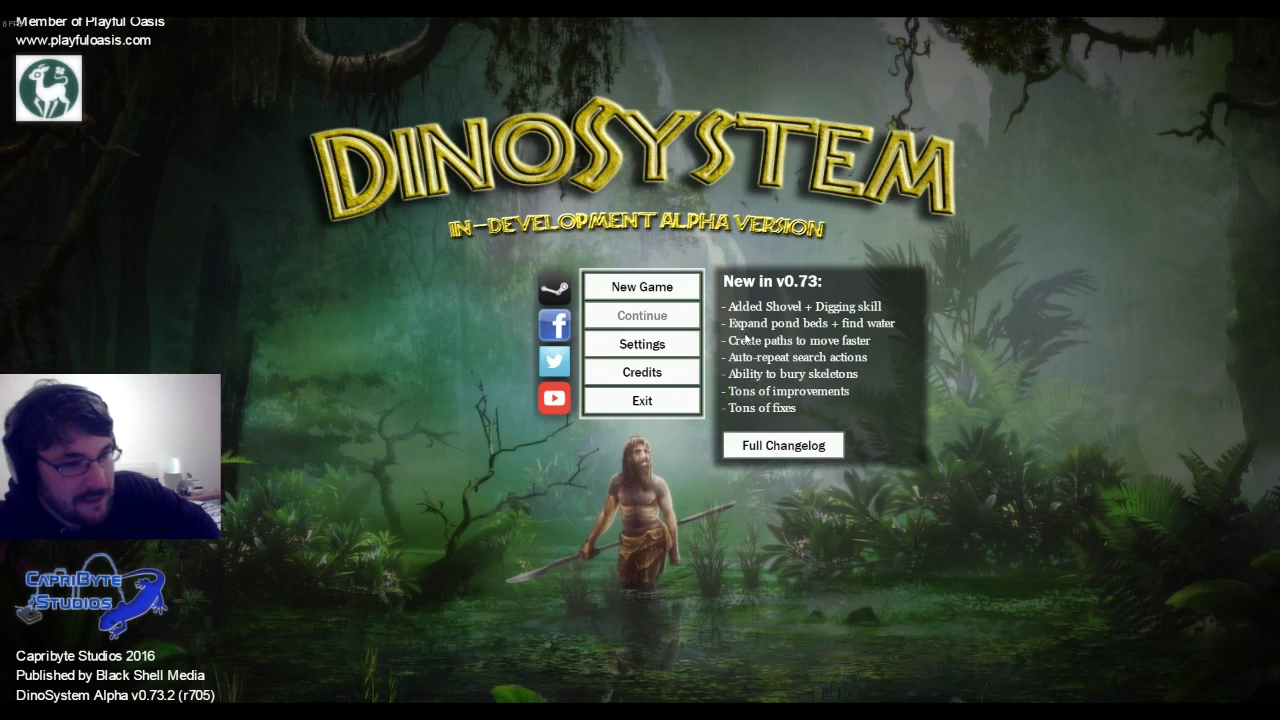 8 FPS
Member of Playful Oasis
www.playfuloasis.com
DINOSYSTEM
IN-DEVELOPMENT ALPHA VERSION
New Game
Continue
Settings
Credits
Exit
New in v0.73:
- Added Shovel + Digging skill
- Expand pond beds + find water
- Create paths to move faster
- Auto-repeat search actions
- Ability to bury skeletons
- Tons of improvements
- Tons of fixes
Full Changelog
CAPRIBYTE
STUDIOS
Capribyte Studios 2016
Published by Black Shell Media
DinoSystem Alpha v0.73.2 (r705)